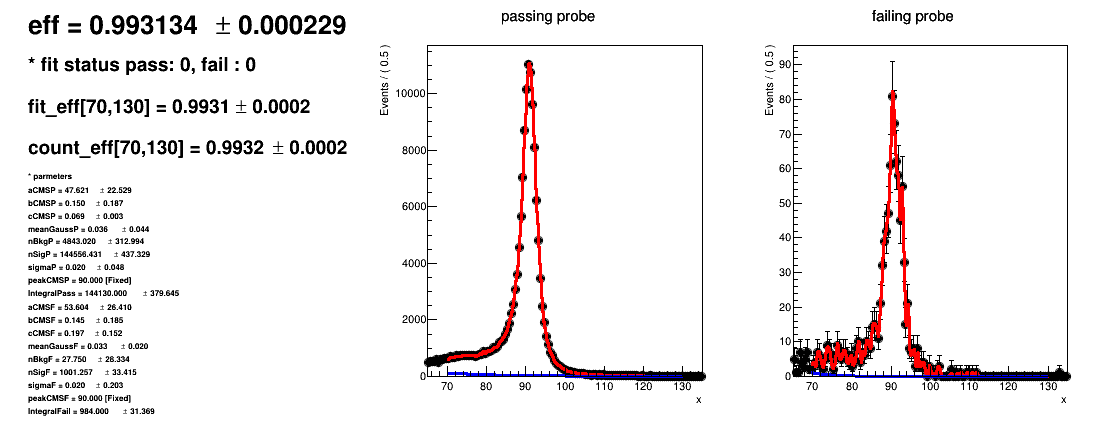 eff = 0.993134 ± 0.000229
* fit status pass: 0, fail : 0
fit_eff[70,130] = 0.9931 ± 0.0002
count_eff[70,130] = 0.9932 ± 0.0002
* parmeters
aCMSP = 47.621 ± 22.529
bCMSP = 0.150 ± 0.187
cCMSP = 0.069 ± 0.003
meanGaussP = 0.036 ± 0.044
nBkgP = 4843.020 ± 312.994
nSigP = 144556.431 ± 437.329
sigmaP = 0.020 ± 0.048
peakCMSP = 90.000 [Fixed]
IntegralPass = 144130.000 ± 379.645
aCMSF = 53.604 ± 26.410
bCMSF = 0.145 ± 0.185
cCMSF = 0.197 ± 0.152
meanGaussF = 0.033 ± 0.020
nBkgF = 27.750 ± 28.334
nSigF = 1001.257 ± 33.415
sigmaF = 0.020 ± 0.203
peakCMSF = 90.000 [Fixed]
IntegralFail = 984.000 ± 31.369
passing probe
Events / ( 0.5 )
10000
8000
6000
4000
2000
0
70 80 90 100 110 120 130
x
failing probe
Events / ( 0.5 )
90
80
70
60
50
40
30
20
10
0
70 80 90 100 110 120 130
x